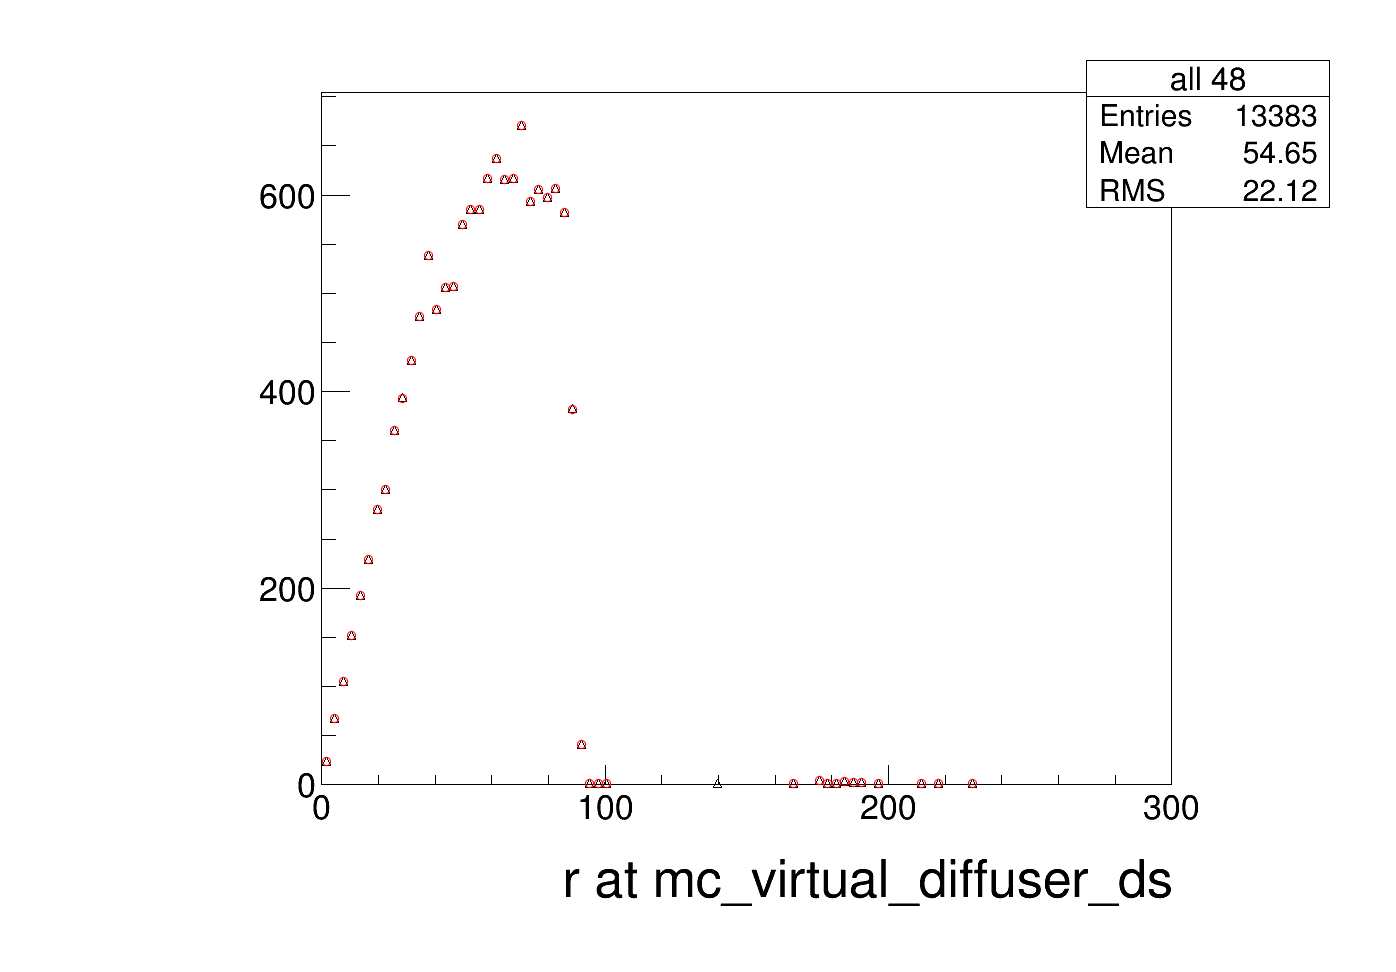 all 48
Entries 13383
Mean 54.65
RMS 22.12
600
400
200
0
0 100 200 300
r at mc_virtual_diffuser_ds